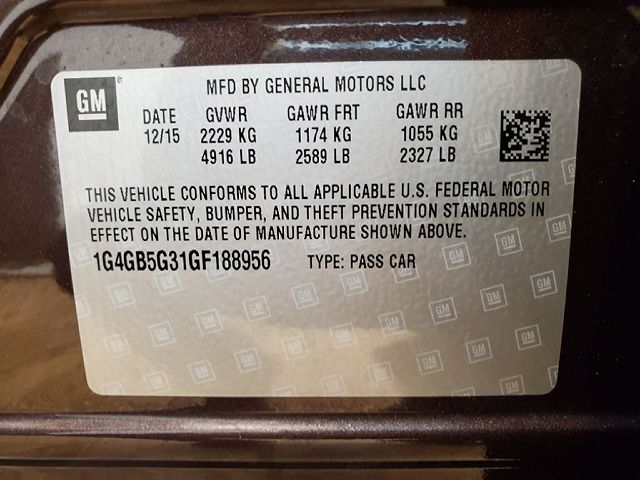 GM
MFD BY GENERAL MOTORS LLC
DATE GVWR GAWR FRT GAWR RR
12/15 2229 KG 1174 KG 1055 KG
4916 LB 2589 LB 2327 LB
THIS VEHICLE CONFORMS TO ALL APPLICABLE U.S. FEDERAL MOTOR
VEHICLE SAFETY, BUMPER, AND THEFT PREVENTION STANDARDS IN
EFFECT ON THE DATE OF MANUFACTURE SHOWN ABOVE.
1G4GB5G31GF188956 TYPE: PASS CAR